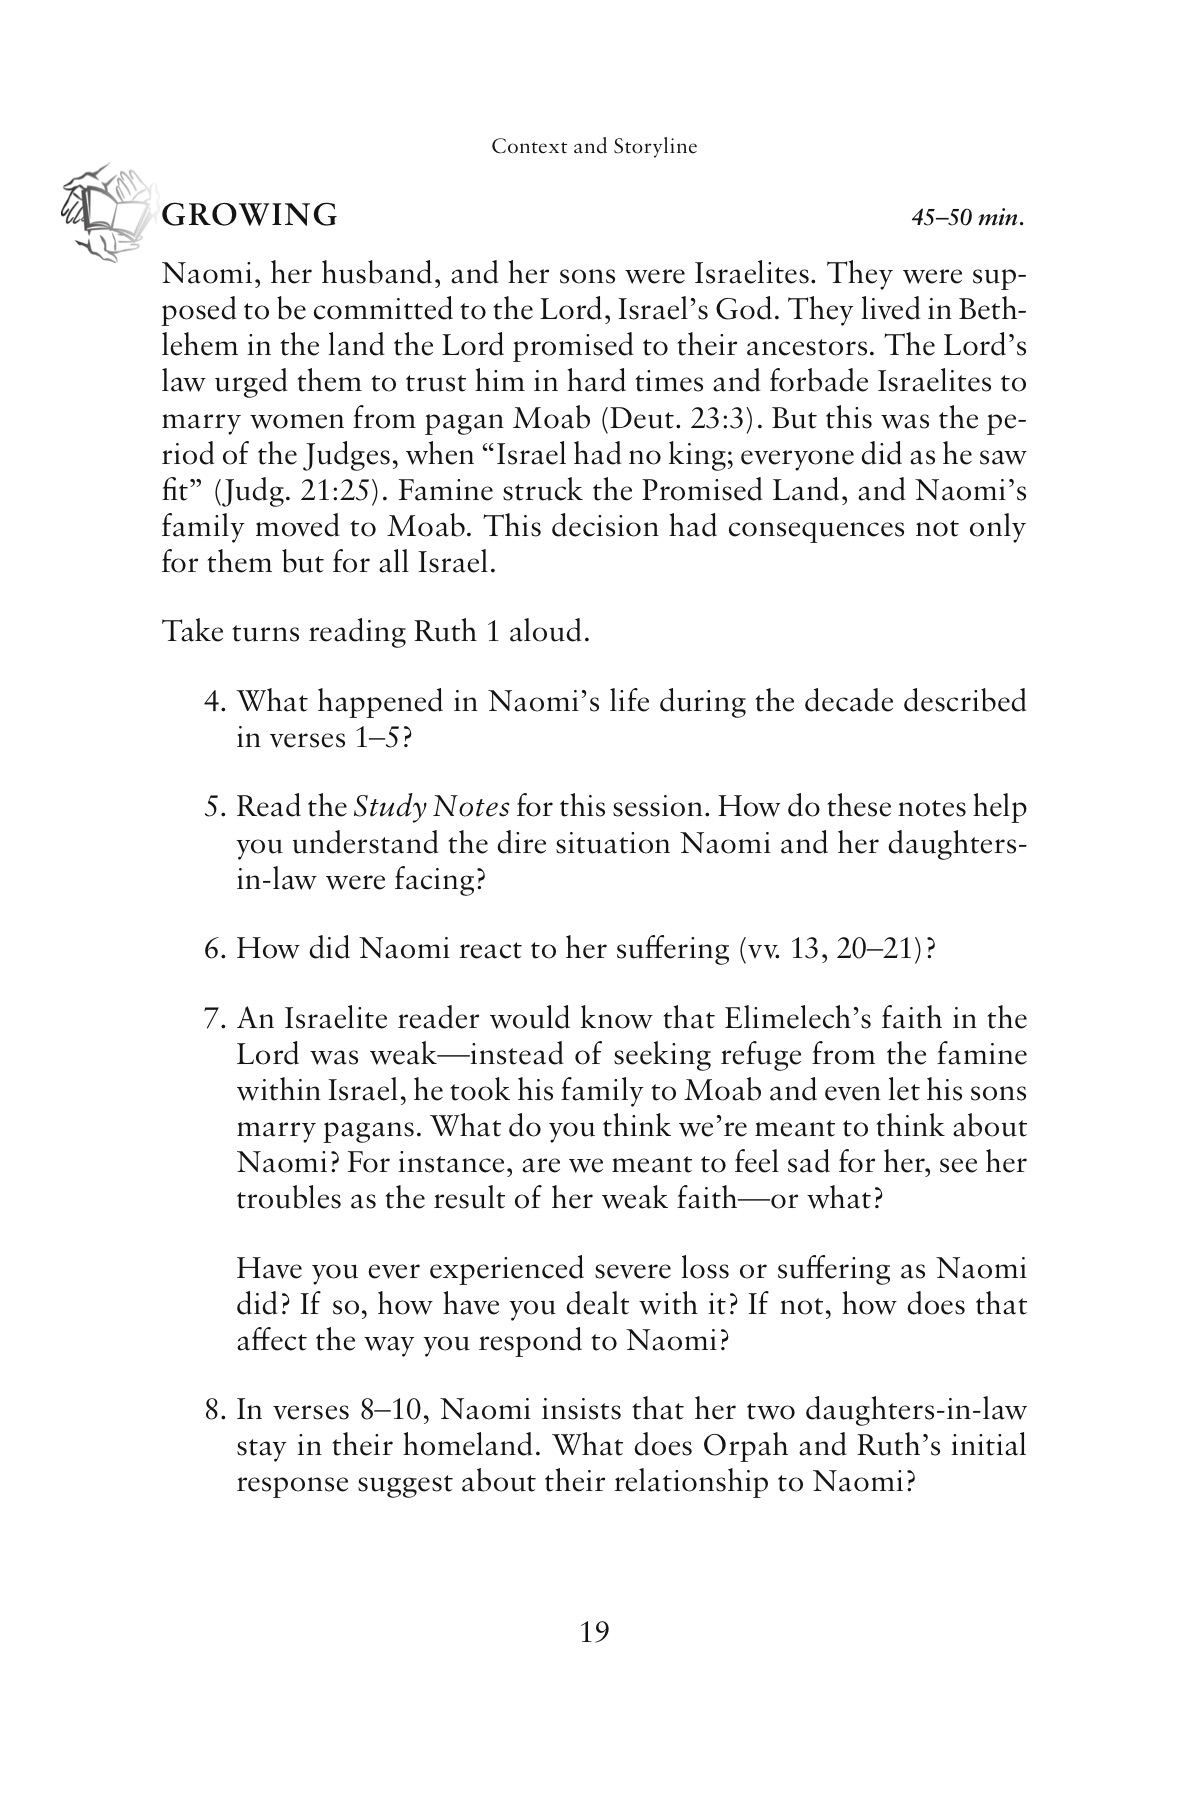 Context and Storyline
GROWING
45–50 min.
Naomi, her husband, and her sons were Israelites. They were sup-
posed to be committed to the Lord, Israel’s God. They lived in Beth-
lehem in the land the Lord promised to their ancestors. The Lord’s
law urged them to trust him in hard times and forbade Israelites to
marry women from pagan Moab (Deut. 23:3). But this was the pe-
riod of the Judges, when “Israel had no king; everyone did as he saw
fit” (Judg. 21:25). Famine struck the Promised Land, and Naomi’s
family moved to Moab. This decision had consequences not only
for them but for all Israel.
Take turns reading Ruth 1 aloud.
4. What happened in Naomi’s life during the decade described
in verses 1–5?
5. Read the Study Notes for this session. How do these notes help
you understand the dire situation Naomi and her daughters-
in-law were facing?
6. How did Naomi react to her suffering (vv. 13, 20–21)?
7. An Israelite reader would know that Elimelech’s faith in the
Lord was weak—instead of seeking refuge from the famine
within Israel, he took his family to Moab and even let his sons
marry pagans. What do you think we’re meant to think about
Naomi? For instance, are we meant to feel sad for her, see her
troubles as the result of her weak faith—or what?
Have you ever experienced severe loss or suffering as Naomi
did? If so, how have you dealt with it? If not, how does that
affect the way you respond to Naomi?
8. In verses 8–10, Naomi insists that her two daughters-in-law
stay in their homeland. What does Orpah and Ruth’s initial
response suggest about their relationship to Naomi?
19